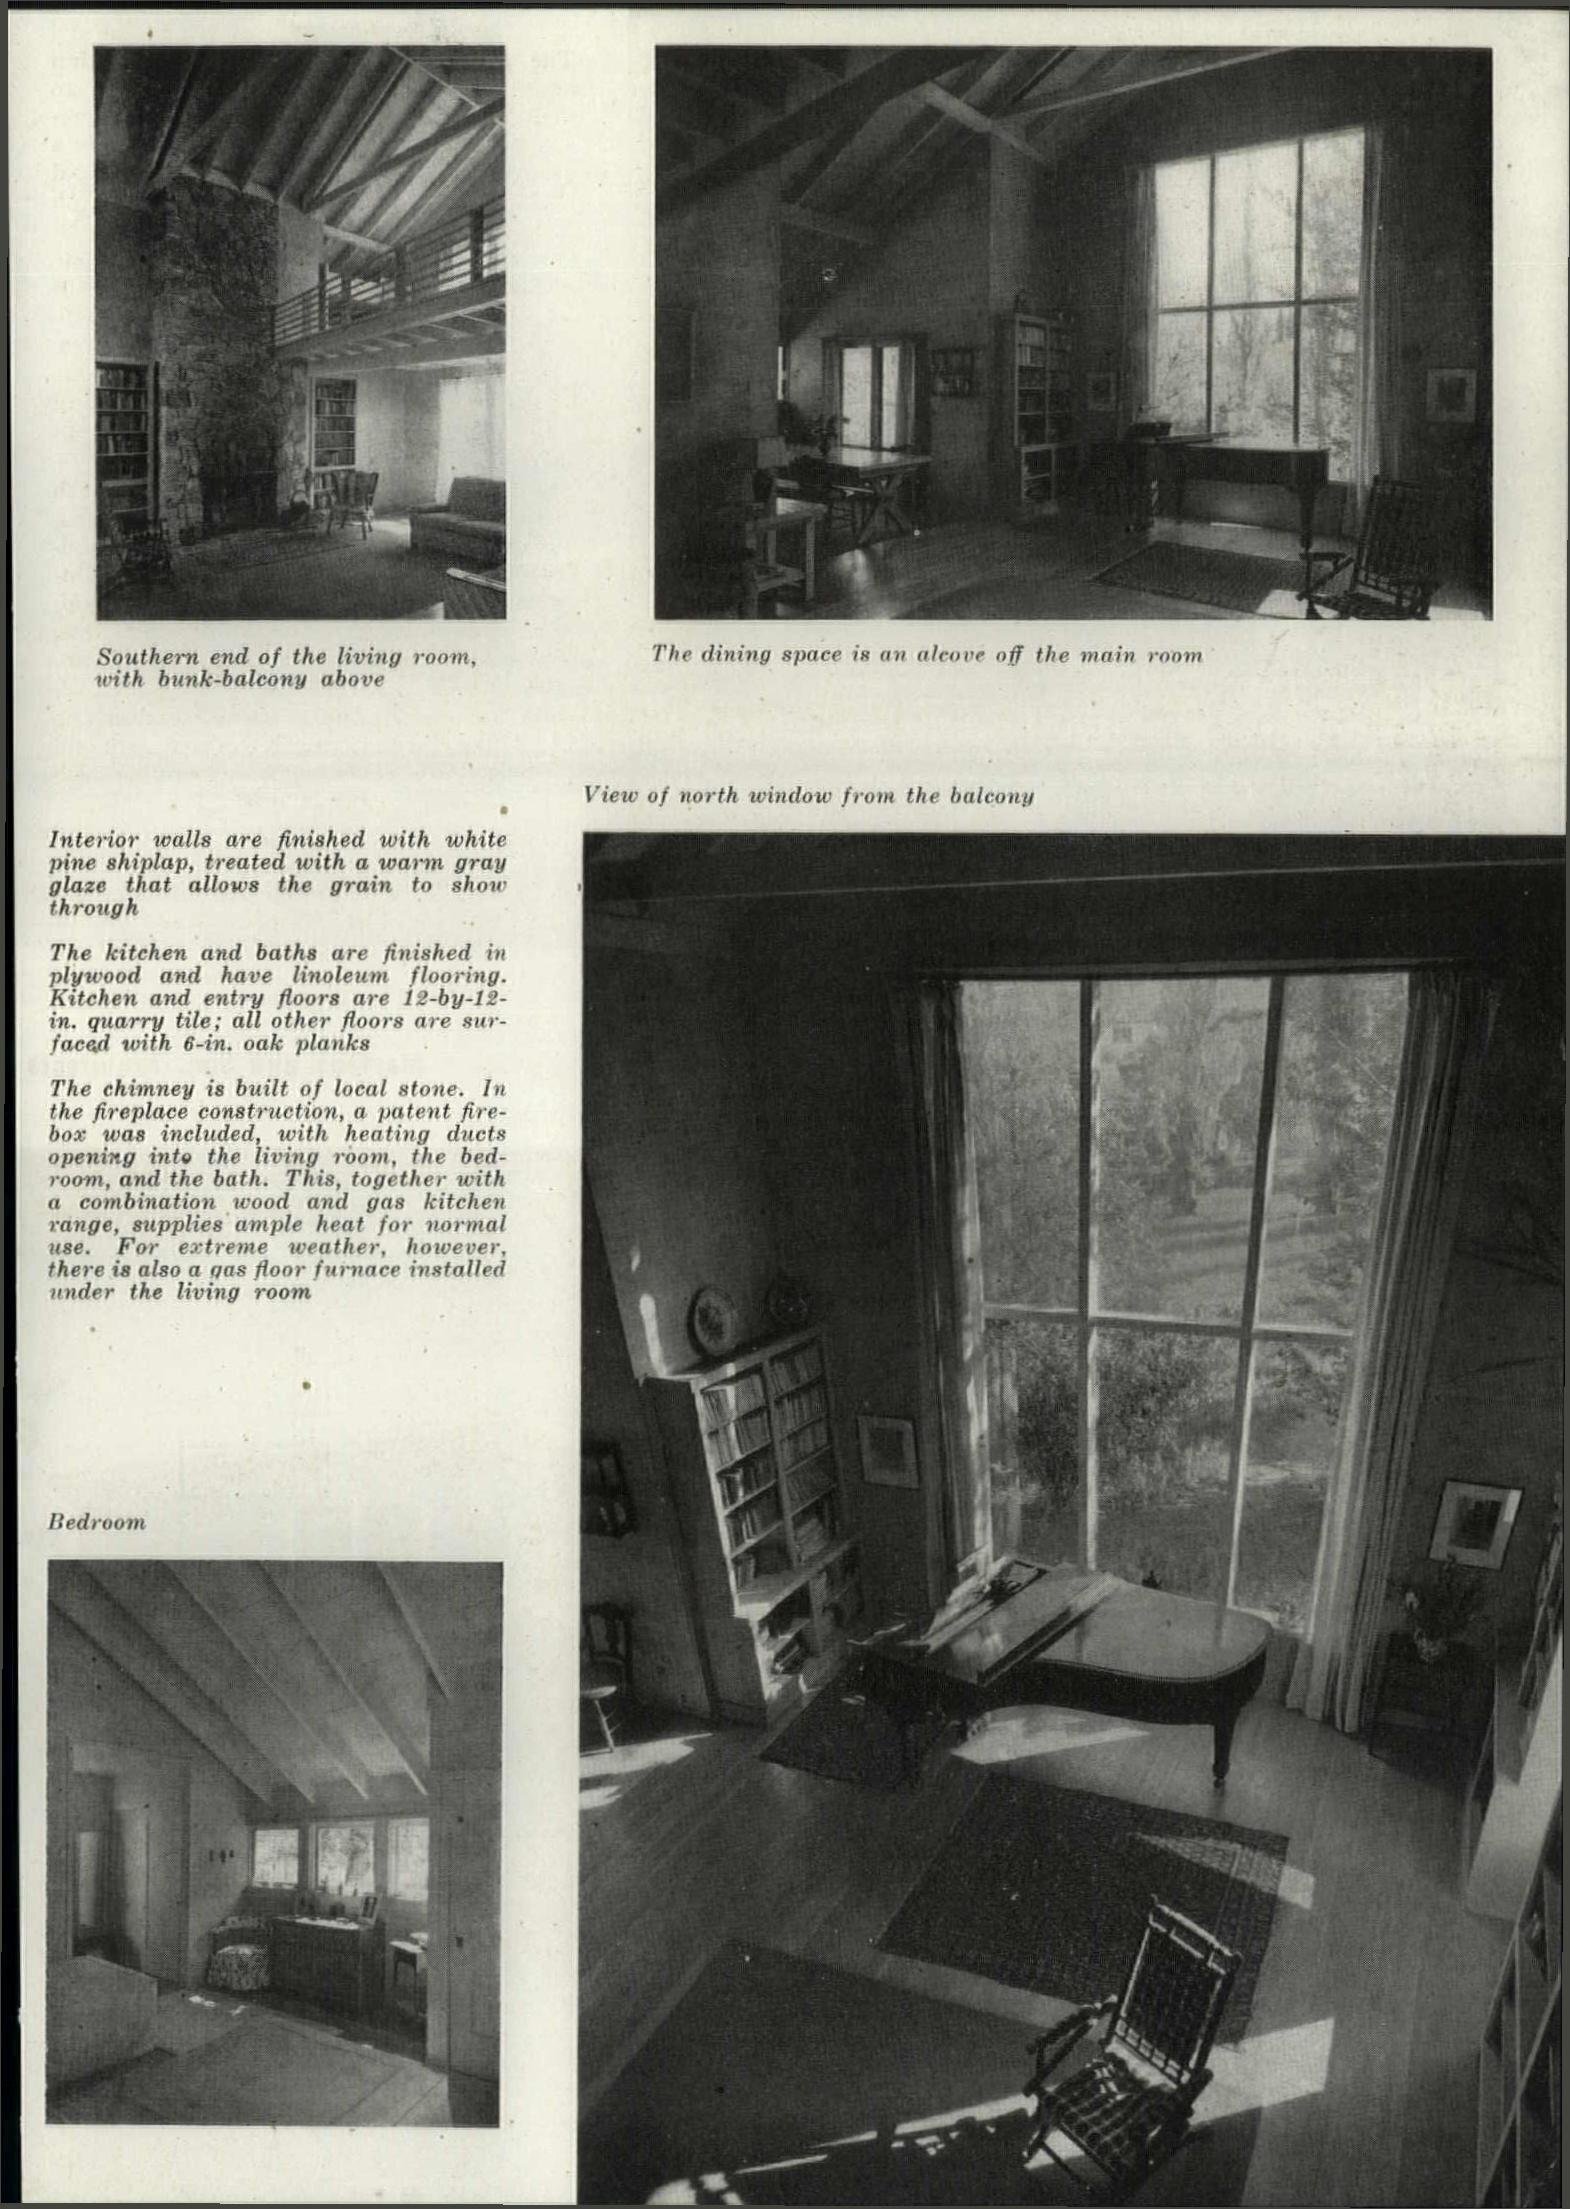 Southern end of the living room,
with bunk-balcony above
The dining space is an alcove off the main room
View of north window from the balcony
Interior walls are finished with white
pine shiplap, treated with a warm gray
glaze that allows the grain to show
through
The kitchen and baths are finished in
plywood and have linoleum flooring.
Kitchen and entry floors are 12-by-12-
in. quarry tile; all other floors are sur-
faced with 6-in. oak planks
The chimney is built of local stone. In
the fireplace construction, a patent fire-
box was included, with heating ducts
opening into the living room, the bed-
room, and the bath. This, together with
a combination wood and gas kitchen
range, supplies ample heat for normal
use. For extreme weather, however,
there is also a gas floor furnace installed
under the living room
Bedroom